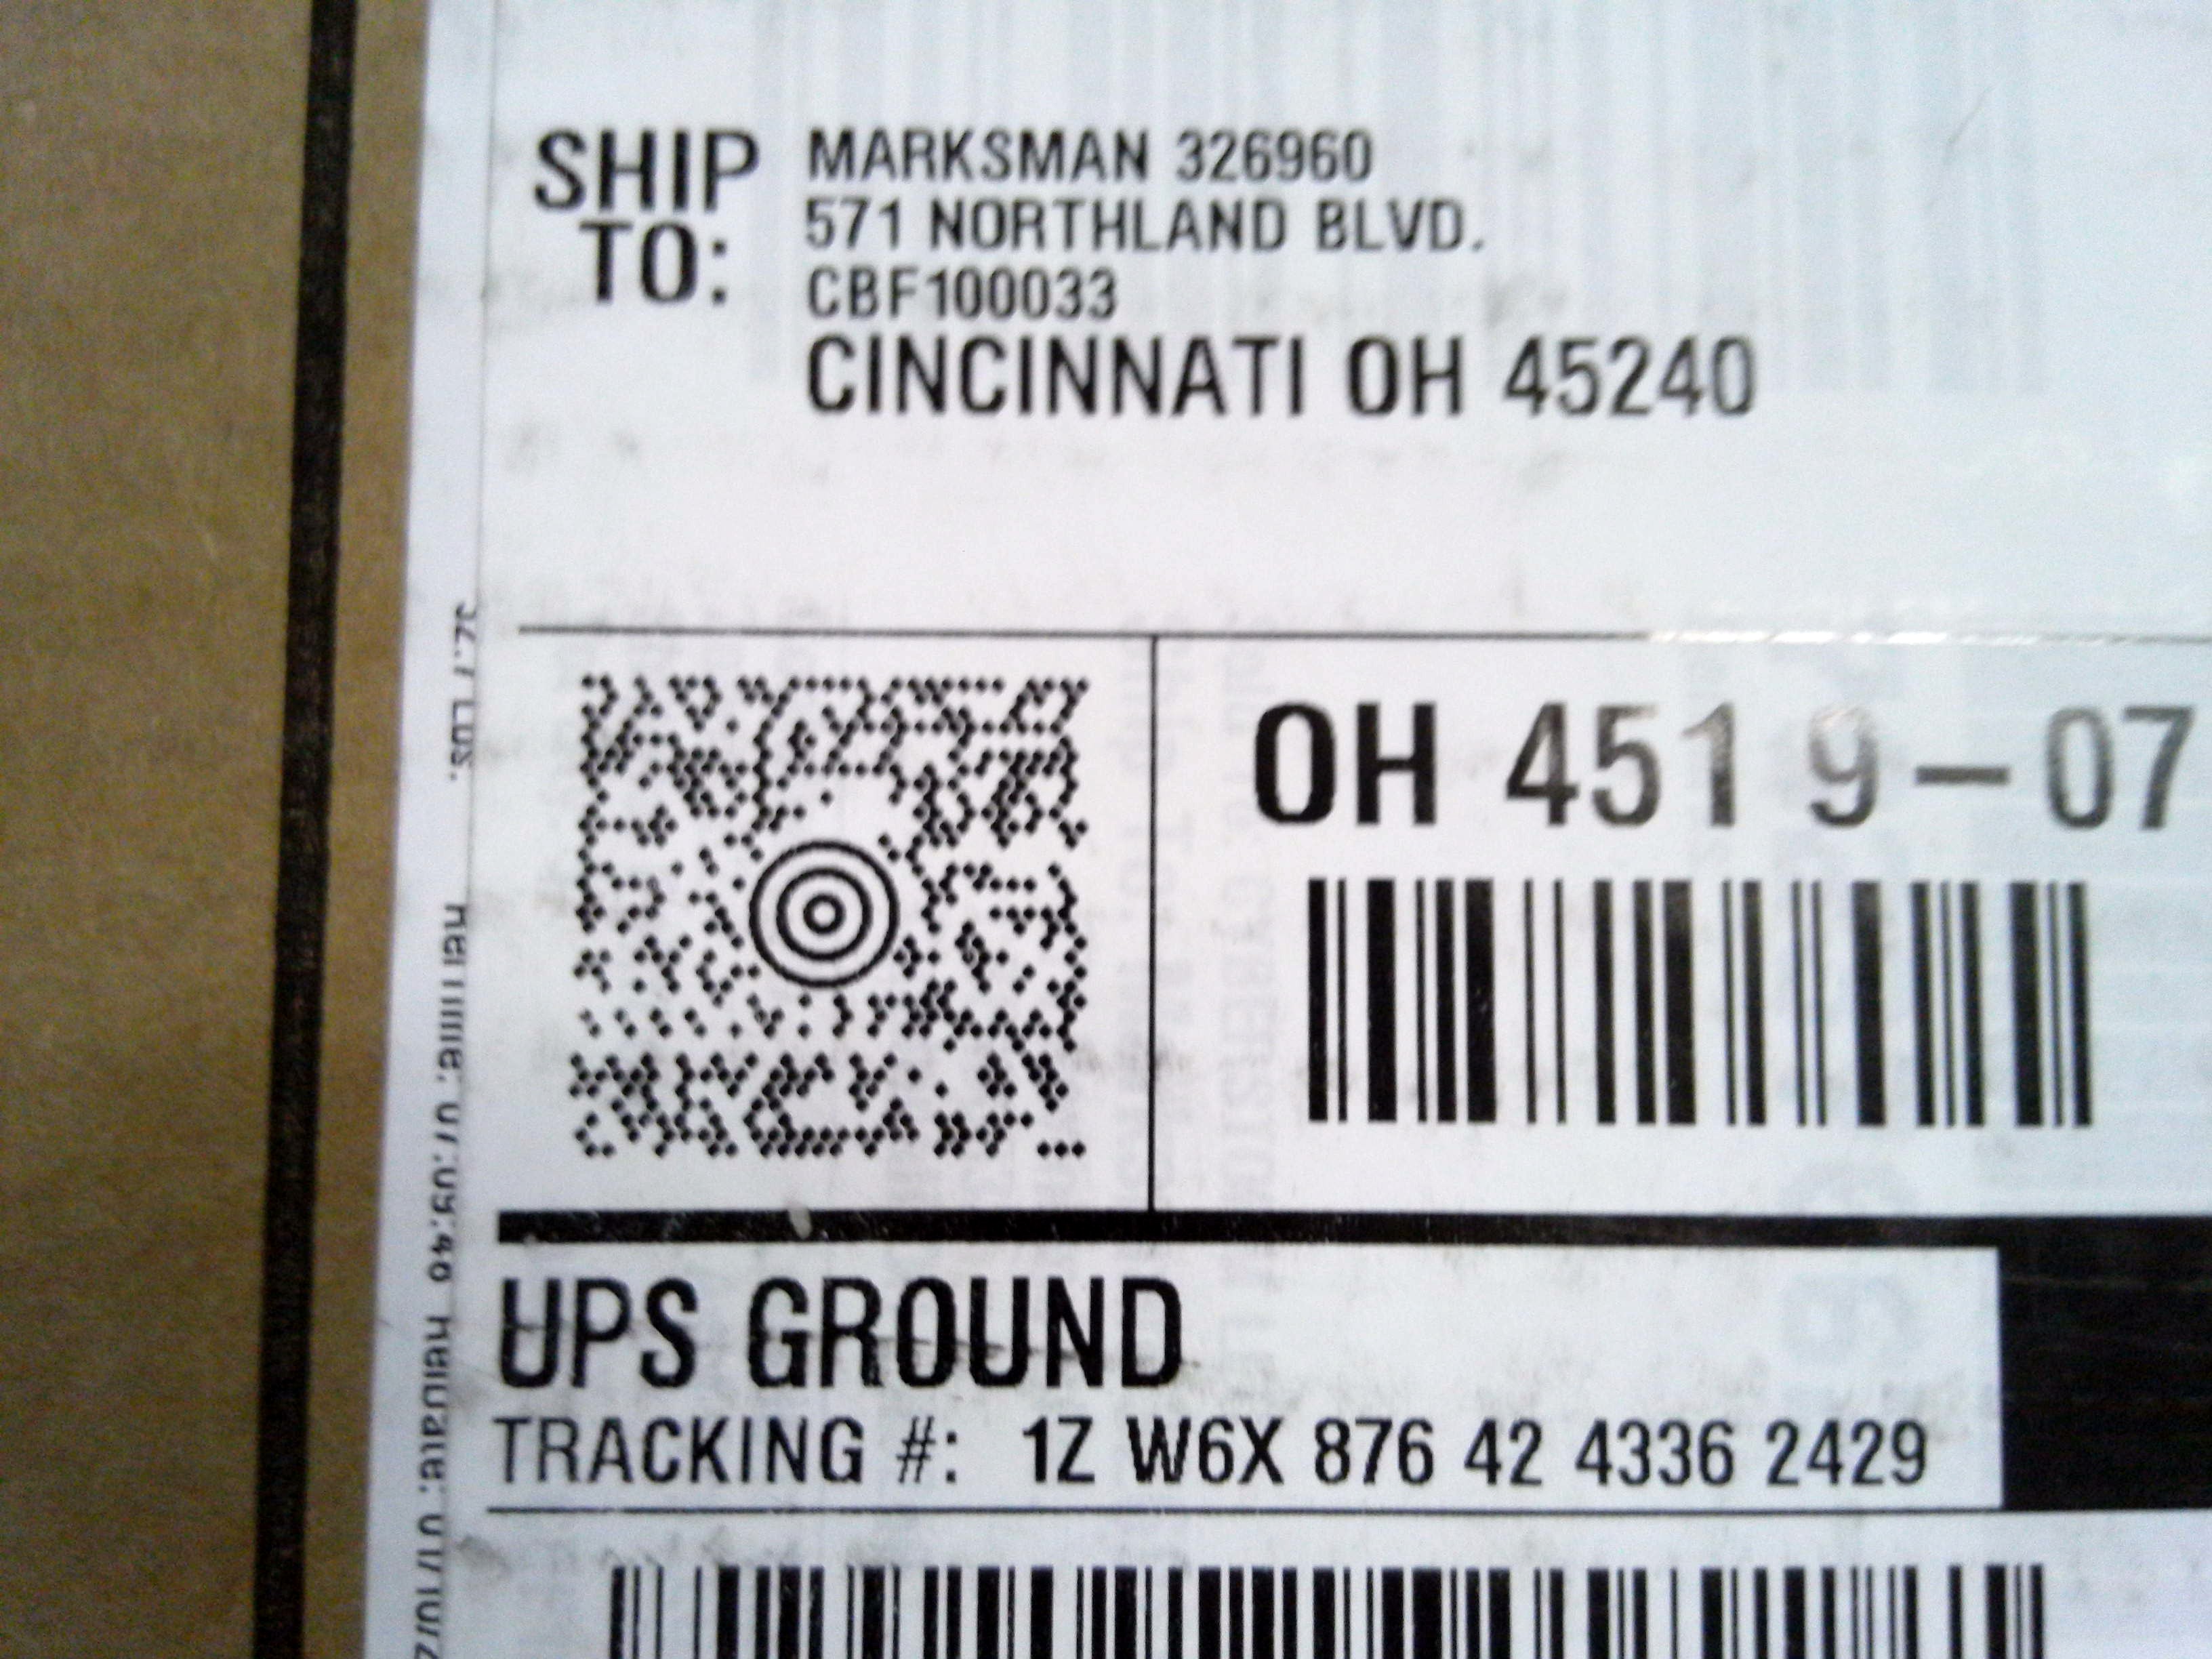 SHIP TO:
MARKSMAN 326960
571 NORTHLAND BLVD.
CBF100033
CINCINNATI OH 45240
OH 451 9-07
UPS GROUND
TRACKING #: 1Z W6X 876 42 4336 2429